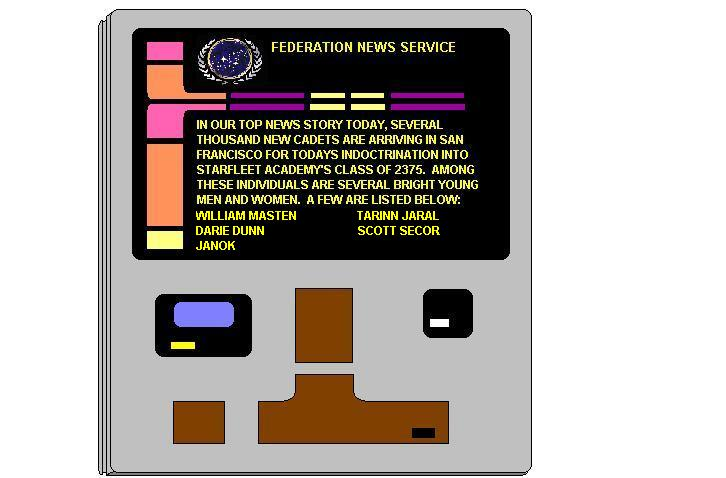 FEDERATION NEWS SERVICE
IN OUR TOP NEWS STORY TODAY, SEVERAL
THOUSAND NEW CADETS ARE ARRIVING IN SAN
FRANCISCO FOR TODAYS INDOCTRINATION INTO
STARFLEET ACADEMY'S CLASS OF 2375.  AMONG
THESE INDIVIDUALS ARE SEVERAL BRIGHT YOUNG
MEN AND WOMEN.  A FEW ARE LISTED BELOW:
WILLIAM MASTEN TARINN JARAL
DARIE DUNN SCOTT SECOR
JANOK